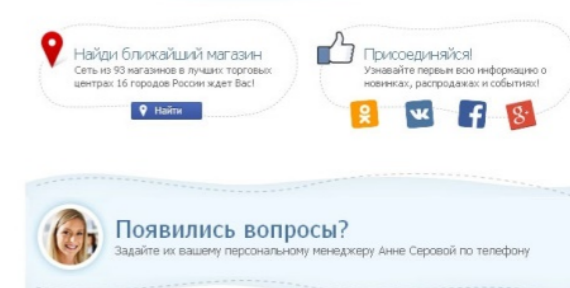 Найди ближайший магазин
Сеть из 93 магазинов в лучших торговых
центрах 16 городов России ждет Вас!
Найти
Присоединяйся!
Узнавайте первым всю информацию о
новинках, распродажах и событиях!
Появились вопросы?
Задайте их вашему персональному менеджеру Анне Серовой по телефону